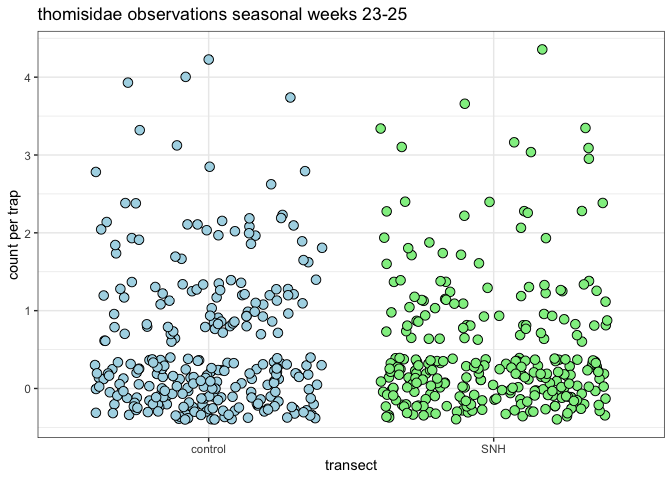 thomisidae observations seasonal weeks 23-25
4
3
2
1
0
count per trap
control SNH
transect